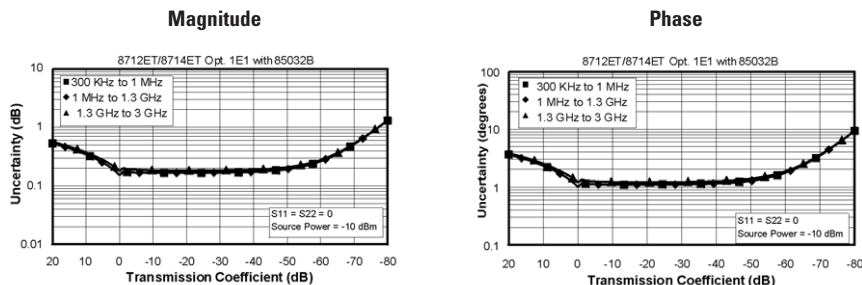 Magnitude
8712ET/8714ET Opt. 1E1 with 85032B
10
1
0.1
0.01
Uncertainty (dB)
300 KHz to 1 MHz
1 MHz to 1.3 GHz
1.3 GHz to 3 GHz
S11 = S22 = 0
Source Power = -10 dBm
20 10 0 -10 -20 -30 -40 -50 -60 -70 -80
Transmission Coefficient (dB)
Phase
8712ET/8714ET Opt. 1E1 with 85032B
100
10
1
0.1
Uncertainty (degrees)
300 KHz to 1 MHz
1 MHz to 1.3 GHz
1.3 GHz to 3 GHz
S11 = S22 = 0
Source Power = -10 dBm
20 10 0 -10 -20 -30 -40 -50 -60 -70 -80
Transmission Coefficient (dB)